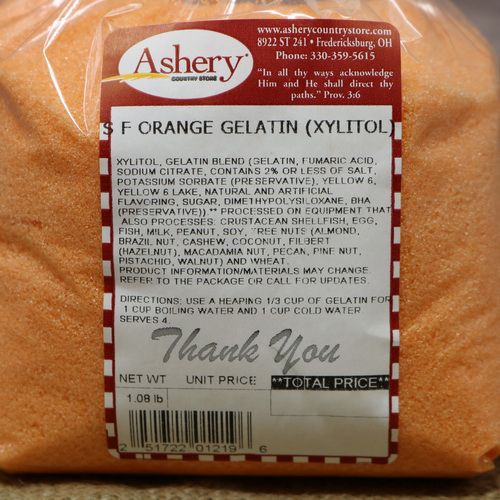 www.asherycountrystore.com
8922 ST 241 • Fredericksburg, OH
Phone: 330-359-5615
"In all thy ways acknowledge
Him and He shall direct thy
paths." Prov. 3:6
Ashery
COUNTRY STORE
S F ORANGE GELATIN (XYLITOL)
XYLITOL, GELATIN BLEND (GELATIN, FUMARIC ACID,
SODIUM CITRATE, CONTAINS 2% OR LESS OF SALT,
POTASSIUM SORBATE (PRESERVATIVE), YELLOW 6,
YELLOW 6 LAKE, NATURAL AND ARTIFICIAL
FLAVORING, SUGAR, DIMETHYPOLYSILOXANE, BHA
(PRESERVATIVE)) ** PROCESSED ON EQUIPMENT THAT
ALSO PROCESSES: CRUSTACEAN SHELLFISH, EGG,
FISH, MILK, PEANUT, SOY, TREE NUTS (ALMOND,
BRAZIL NUT, CASHEW, COCONUT, FILBERT
(HAZELNUT), MACADAMIA NUT, PECAN, PINE NUT,
PISTACHIO, WALNUT) AND WHEAT.
PRODUCT INFORMATION/MATERIALS MAY CHANGE.
REFER TO THE PACKAGE OR CALL FOR UPDATES.
DIRECTIONS: USE A HEAPING 1/3 CUP OF GELATIN FOR
1 CUP BOILING WATER AND 1 CUP COLD WATER
SERVES 4.
Thank You
NET WT UNIT PRICE **TOTAL PRICE**
1.08 lb
2 51722 01219 6